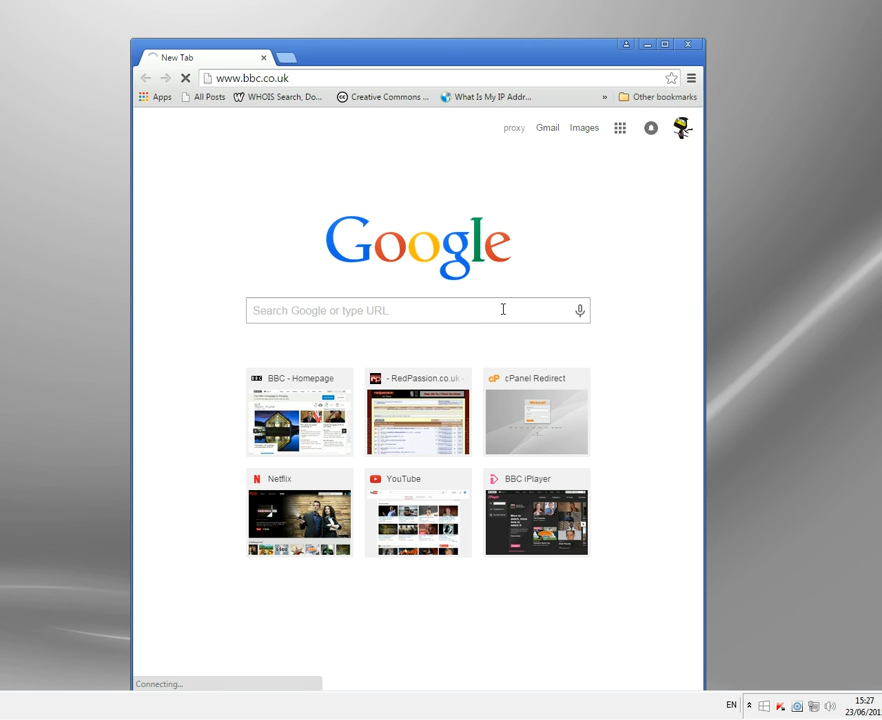 New Tab
www.bbc.co.uk
Apps All Posts WHOIS Search, Do... Creative Commons ... What Is My IP Addr... » Other bookmarks
proxy Gmail Images
Google
Search Google or type URL
BBC - Homepage - RedPassion.co.uk - cPanel Redirect
Netflix YouTube BBC iPlayer
Connecting...
EN 15:27
23/06/201